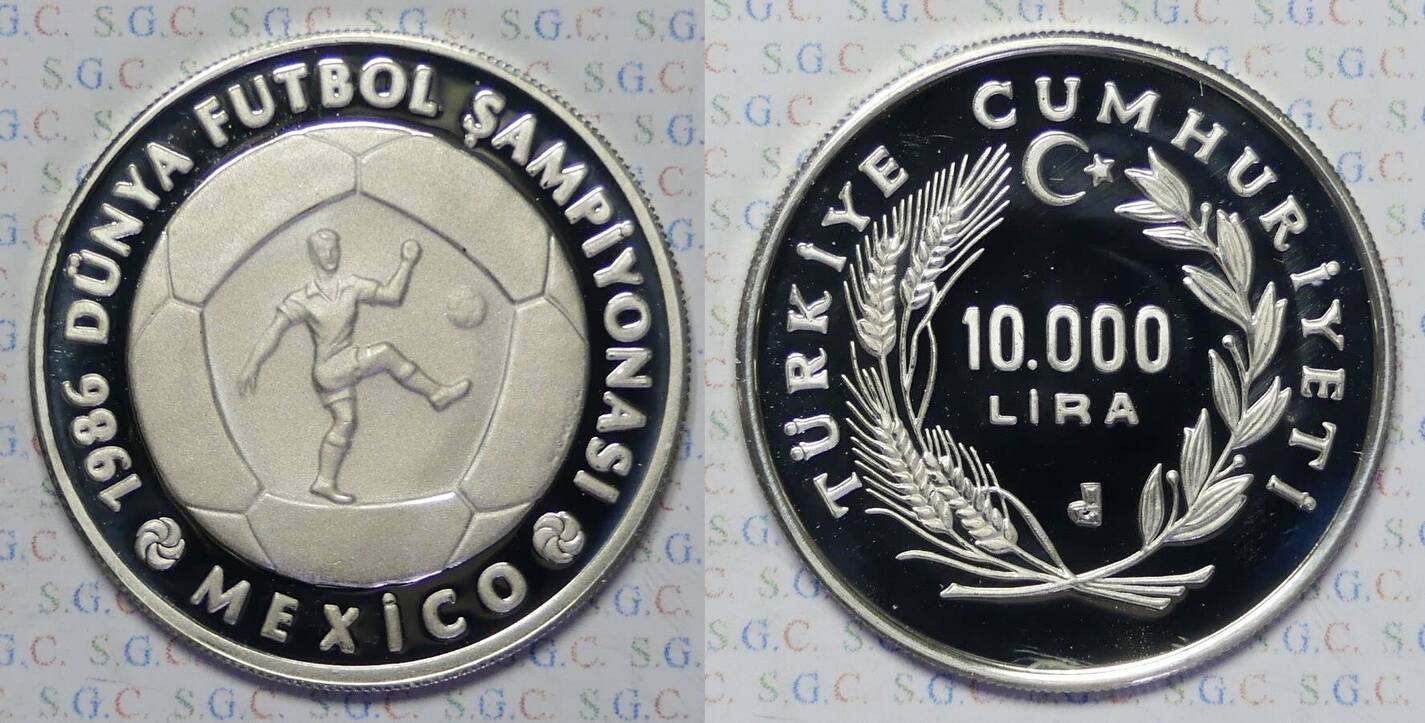 1986 DÜNYA FUTBOL ŞAMPİYONASI
MEXİCO
TÜRKİYE CUMHURİYETİ
10.000
LİRA
S.G.C.